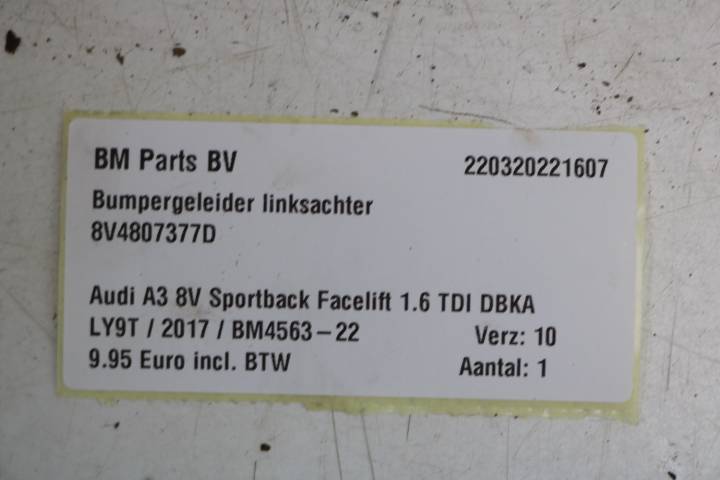 BM Parts BV 220320221607
Bumpergeleider linksachter
8V4807377D
Audi A3 8V Sportback Facelift 1.6 TDI DBKA
LY9T / 2017 / BM4563-22 Verz: 10
9.95 Euro incl. BTW Aantal: 1